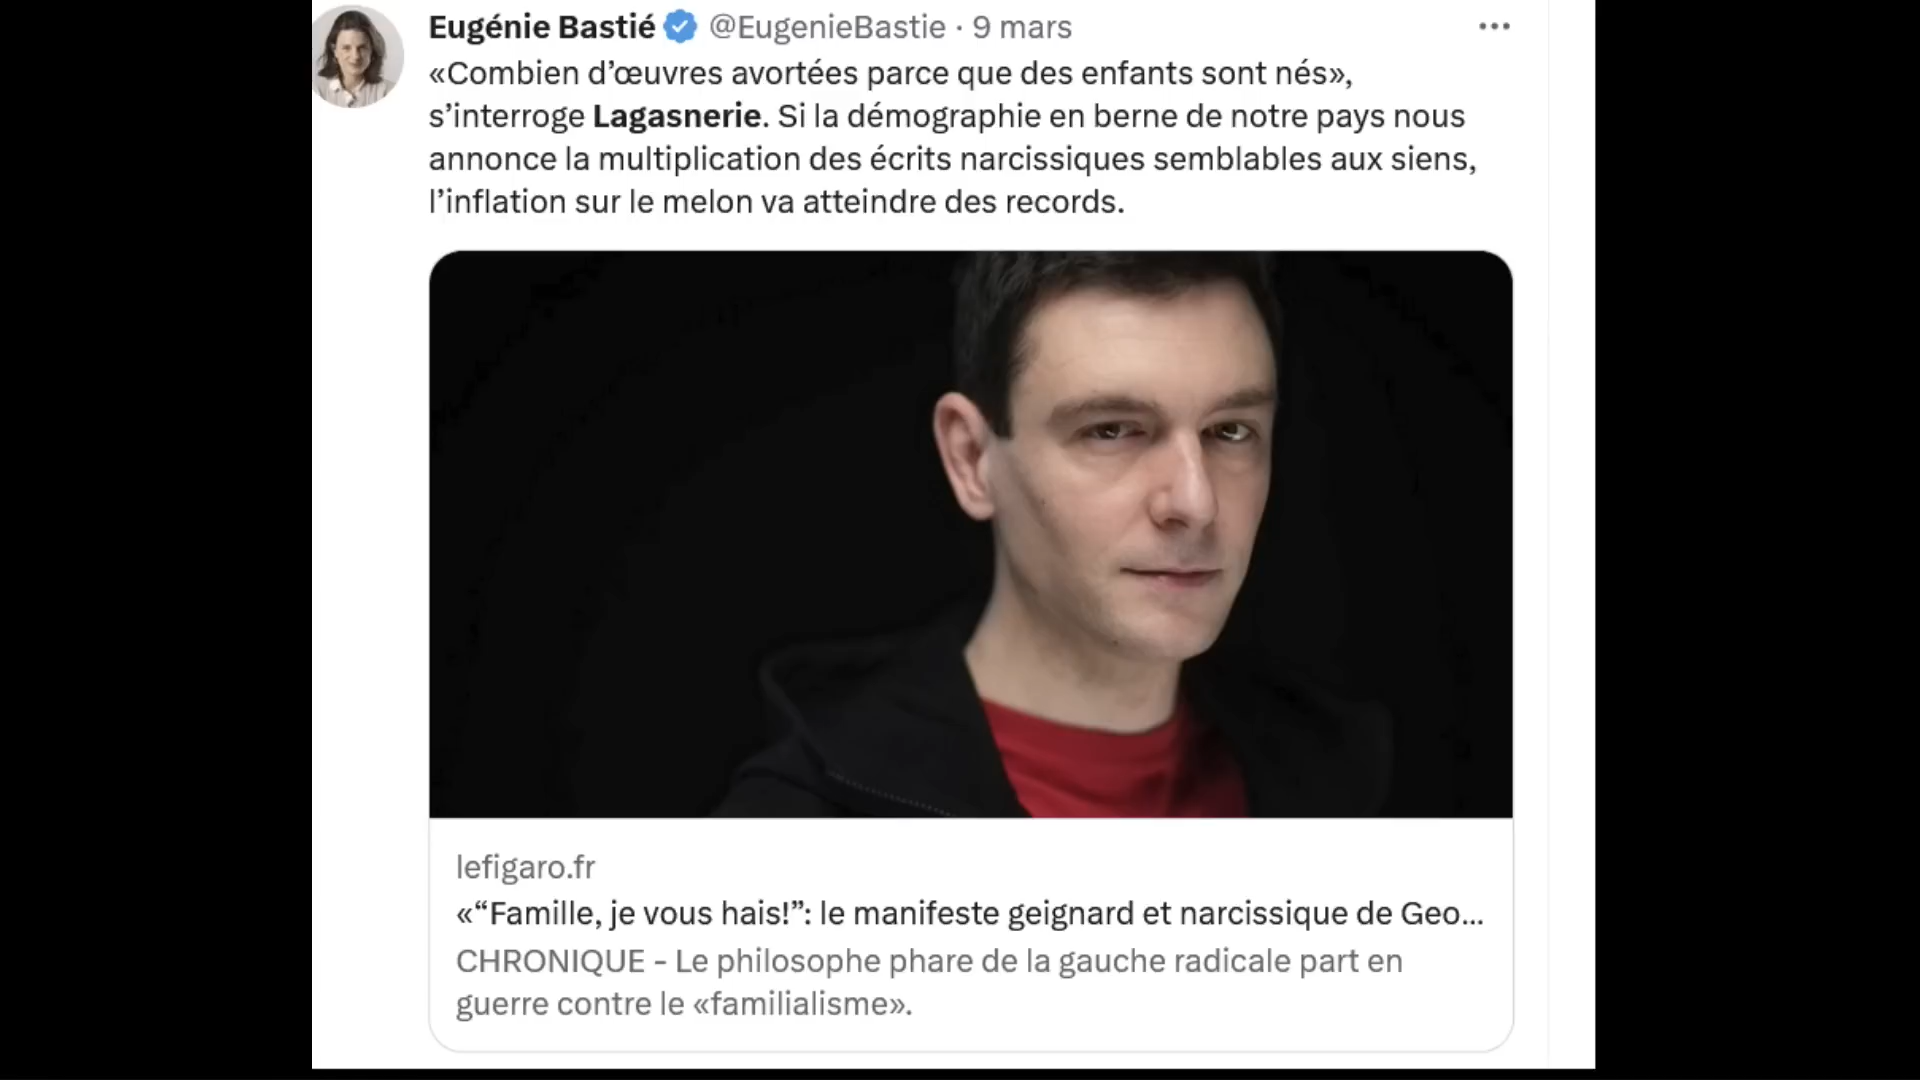 Eugénie Bastié @EugenieBastie · 9 mars
«Combien d’œuvres avortées parce que des enfants sont nés»,
s’interroge Lagasnerie. Si la démographie en berne de notre pays nous
annonce la multiplication des écrits narcissiques semblables aux siens,
l’inflation sur le melon va atteindre des records.
lefigaro.fr
«“Famille, je vous hais!”: le manifeste geignard et narcissique de Geo...
CHRONIQUE - Le philosophe phare de la gauche radicale part en
guerre contre le «familialisme».